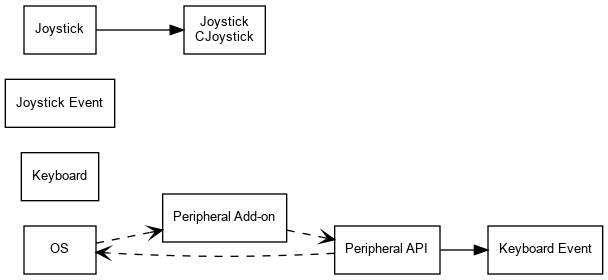 Joystick
Joystick
CJoystick
Joystick Event
Keyboard
Peripheral Add-on
OS
Peripheral API
Keyboard Event